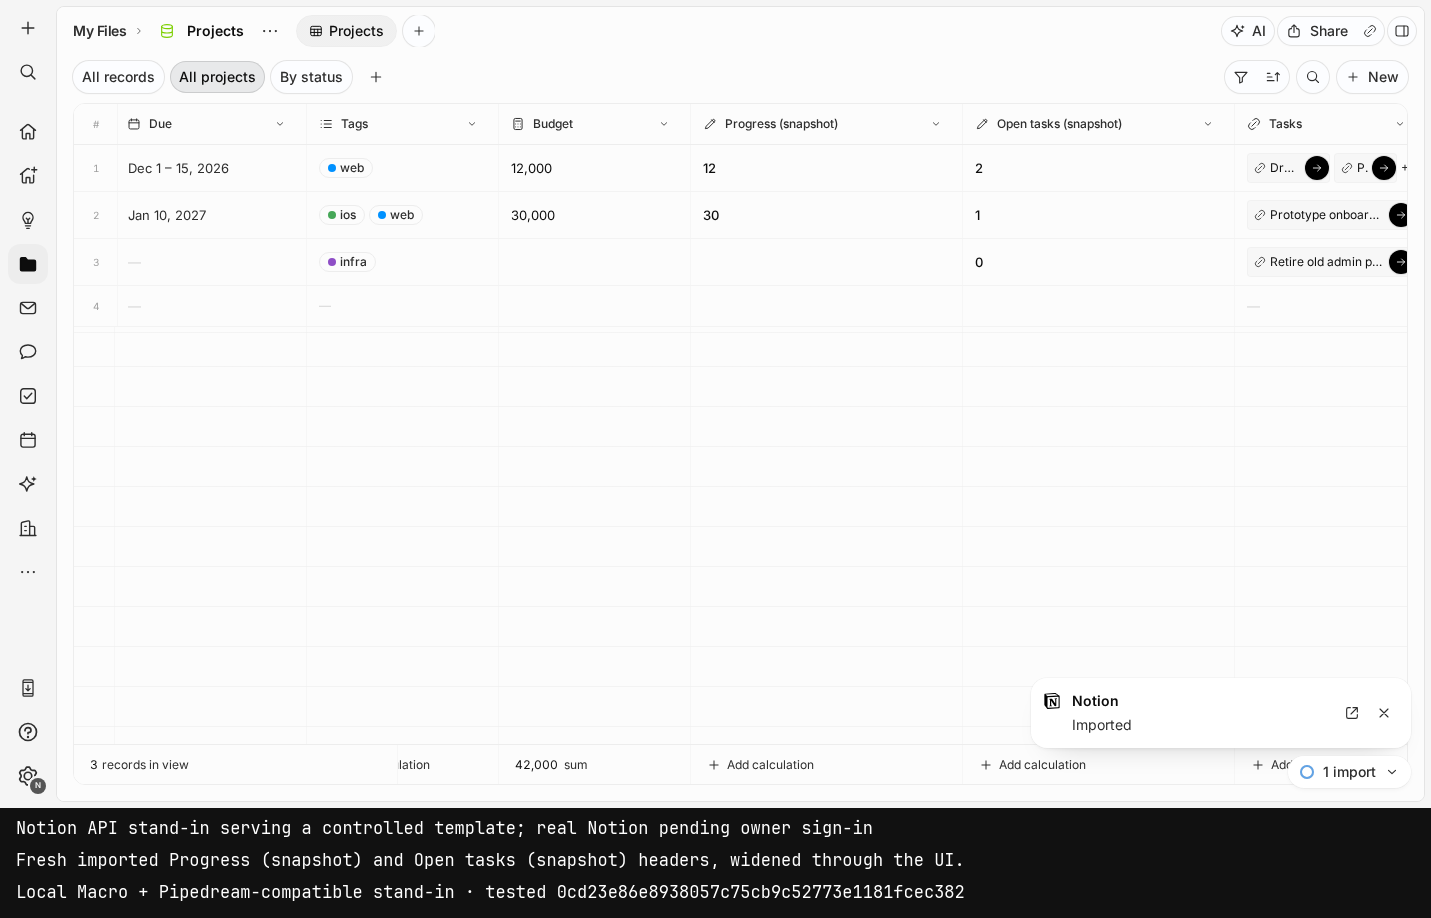 My Files Projects Projects AI Share
All records All projects By status New
# Due Tags Budget Progress (snapshot) Open tasks (snapshot) Tasks
1 Dec 1 – 15, 2026 web 12,000 12 2 Dr... P. +
2 Jan 10, 2027 ios web 30,000 30 1 Prototype onboar...
3 — infra 0 Retire old admin p...
4 — — —
Notion
Imported
3 records in view lation 42,000 sum Add calculation Add calculation Add
1 import
N
Notion API stand-in serving a controlled template; real Notion pending owner sign-in
Fresh imported Progress (snapshot) and Open tasks (snapshot) headers, widened through the UI.
Local Macro + Pipedream-compatible stand-in · tested 0cd23e86e8938057c75cb9c52773e1181fcec382